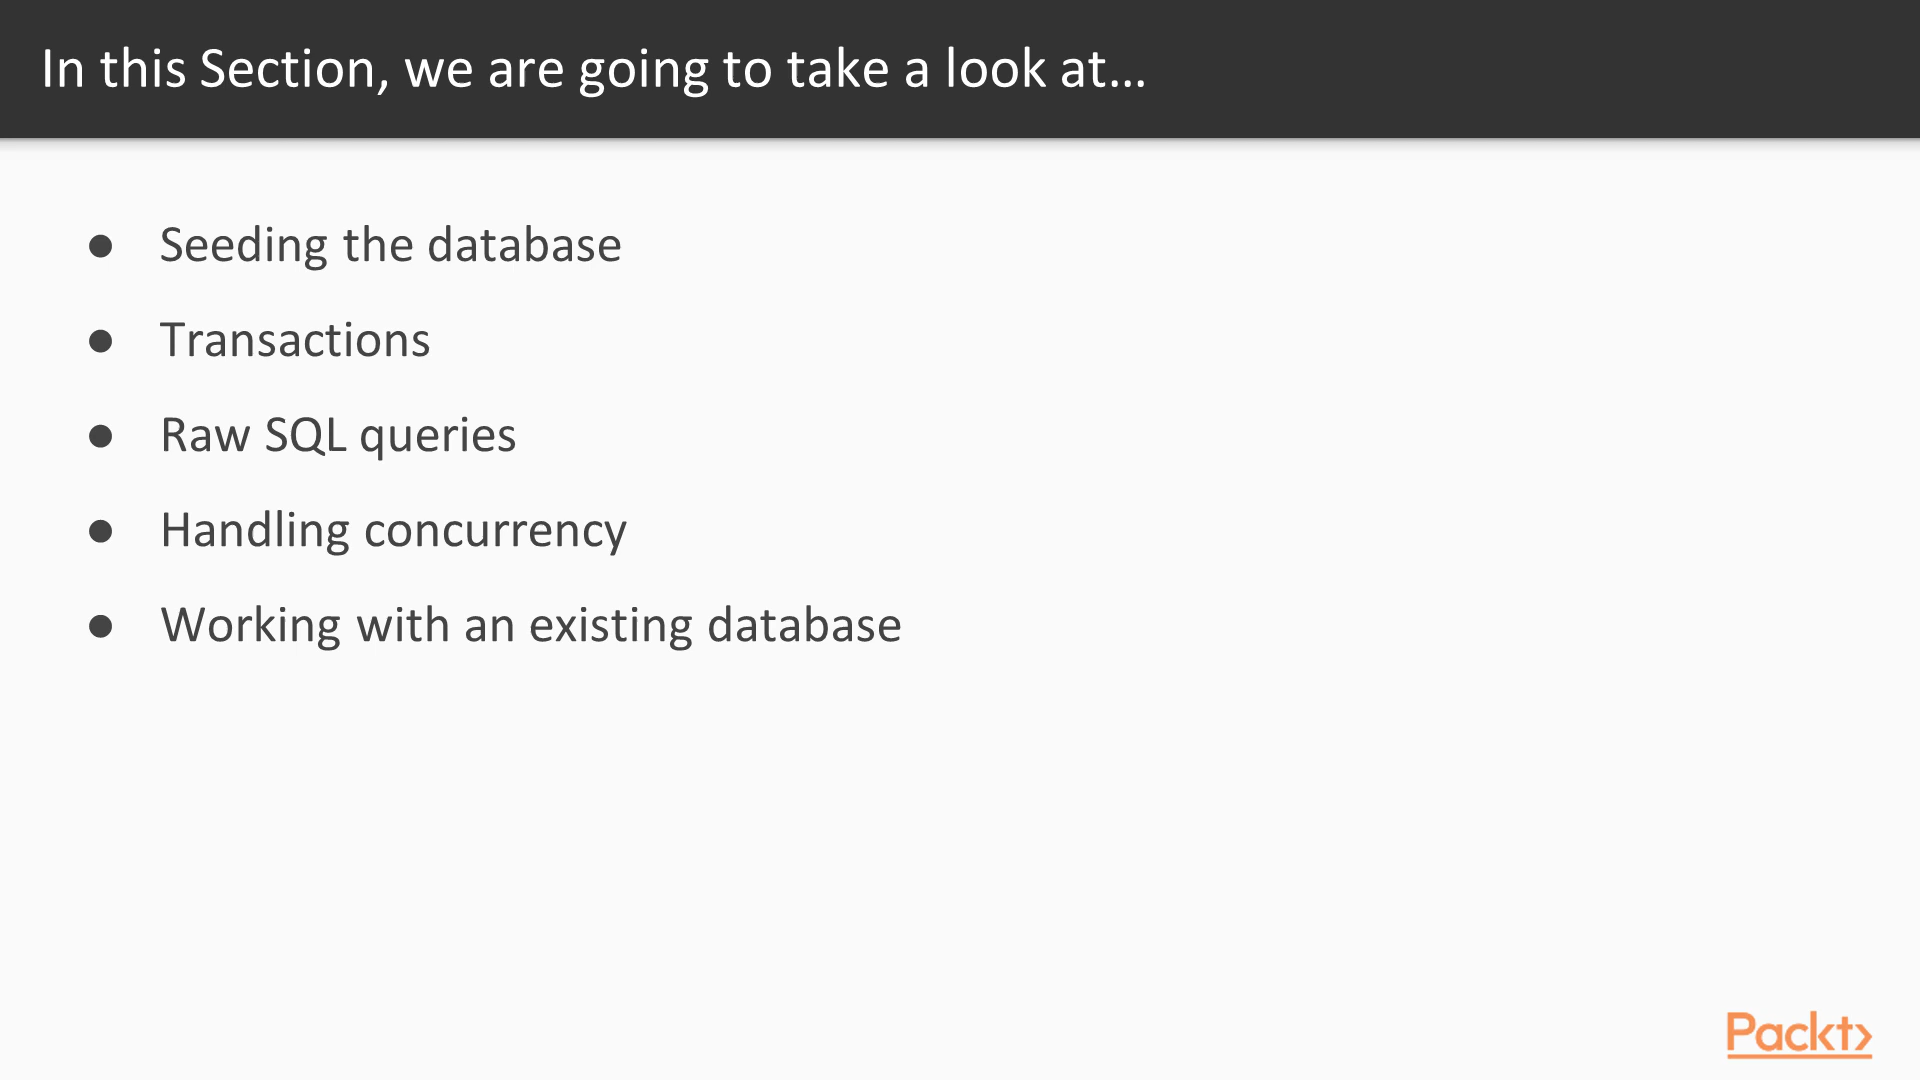 In this Section, we are going to take a look at...
● Seeding the database
● Transactions
● Raw SQL queries
● Handling concurrency
● Working with an existing database
Packt>